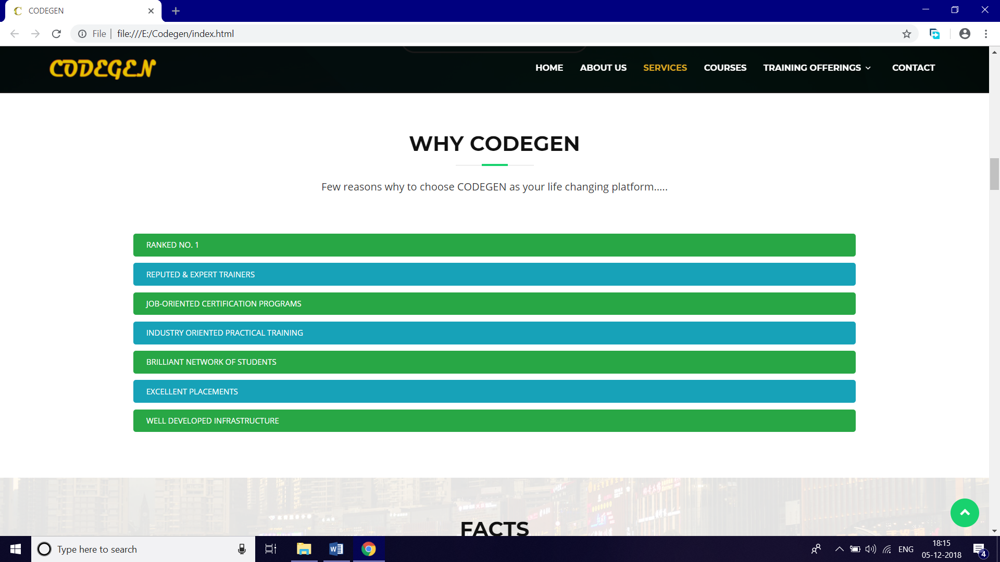 CODEGEN
File
file:///E:/Codegen/index.html
CODEGEN
HOME ABOUT US SERVICES COURSES TRAINING OFFERINGS CONTACT
WHY CODEGEN
Few reasons why to choose CODEGEN as your life changing platform.....
RANKED NO. 1
REPUTED & EXPERT TRAINERS
JOB-ORIENTED CERTIFICATION PROGRAMS
INDUSTRY ORIENTED PRACTICAL TRAINING
BRILLIANT NETWORK OF STUDENTS
EXCELLENT PLACEMENTS
WELL DEVELOPED INFRASTRUCTURE
FACTS
Type here to search
ENG
18:15
05-12-2018
4